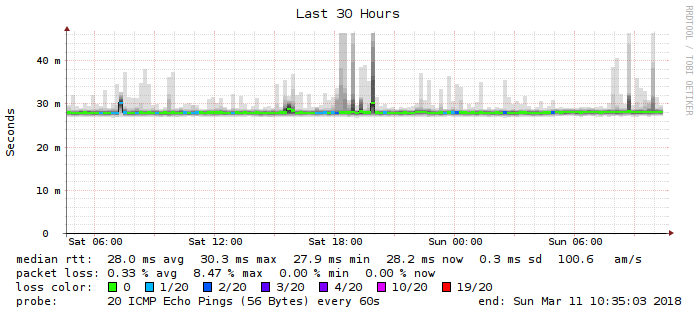 Last 30 Hours
RRDTOOL / TOBI OETIKER
Seconds
40 m
30 m
20 m
10 m
0
Sat 06:00 Sat 12:00 Sat 18:00 Sun 00:00 Sun 06:00
median rtt: 28.0 ms avg 30.3 ms max 27.9 ms min 28.2 ms now 0.3 ms sd 100.6 am/s
packet loss: 0.33 % avg 8.47 % max 0.00 % min 0.00 % now
loss color: 0 1/20 2/20 3/20 4/20 10/20 19/20
probe: 20 ICMP Echo Pings (56 Bytes) every 60s end: Sun Mar 11 10:35:03 2018